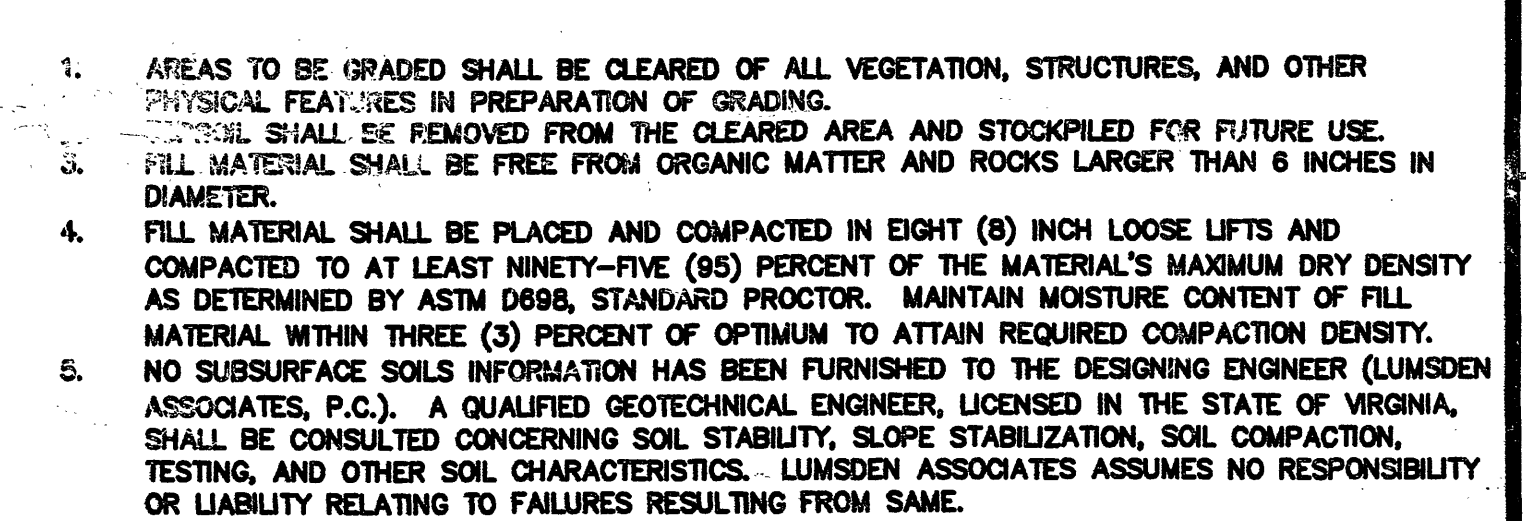 1. AREAS TO BE GRADED SHALL BE CLEARED OF ALL VEGETATION, STRUCTURES, AND OTHER
PHYSICAL FEATURES IN PREPARATION OF GRADING.
TOPSOIL SHALL BE REMOVED FROM THE CLEARED AREA AND STOCKPILED FOR FUTURE USE.
3. FILL MATERIAL SHALL BE FREE FROM ORGANIC MATTER AND ROCKS LARGER THAN 6 INCHES IN
DIAMETER.
4. FILL MATERIAL SHALL BE PLACED AND COMPACTED IN EIGHT (8) INCH LOOSE LIFTS AND
COMPACTED TO AT LEAST NINETY-FIVE (95) PERCENT OF THE MATERIAL'S MAXIMUM DRY DENSITY
AS DETERMINED BY ASTM D698, STANDARD PROCTOR. MAINTAIN MOISTURE CONTENT OF FILL
MATERIAL WITHIN THREE (3) PERCENT OF OPTIMUM TO ATTAIN REQUIRED COMPACTION DENSITY.
5. NO SUBSURFACE SOILS INFORMATION HAS BEEN FURNISHED TO THE DESIGNING ENGINEER (LUMSDEN
ASSOCIATES, P.C.). A QUALIFIED GEOTECHNICAL ENGINEER, LICENSED IN THE STATE OF VIRGINIA,
SHALL BE CONSULTED CONCERNING SOIL STABILITY, SLOPE STABILIZATION, SOIL COMPACTION,
TESTING, AND OTHER SOIL CHARACTERISTICS. LUMSDEN ASSOCIATES ASSUMES NO RESPONSIBILITY
OR LIABILITY RELATING TO FAILURES RESULTING FROM SAME.